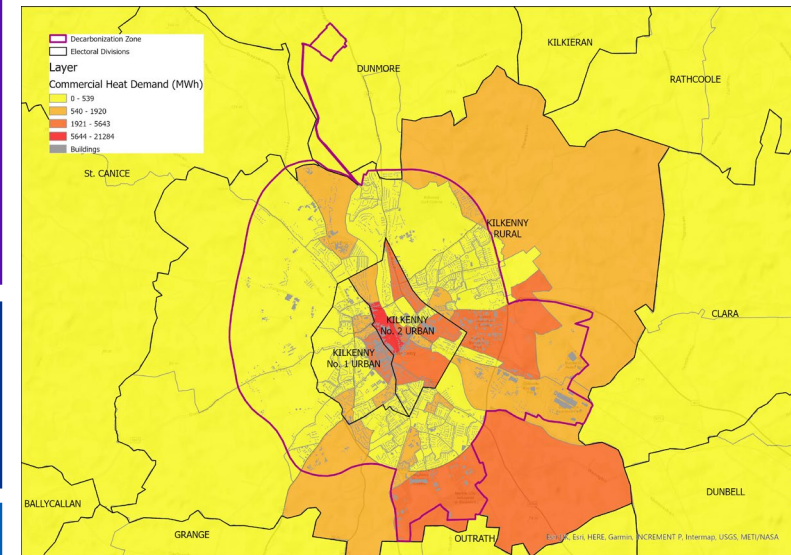 Decarbonization Zone
Electoral Divisions
Layer
Commercial Heat Demand (MWh)
0 - 539
540 - 1920
1921 - 5643
5644 - 21284
Buildings
DUNMORE
KILKIERAN
RATHCOOLE
St. CANICE
KILKENNY
RURAL
CLARA
KILKENNY
No. 2 URBAN
KILKENNY
No. 1 URBAN
DUNBELL
BALLYCALLAN
GRANGE
OUTRATH
Esri, HERE, Garmin, INCREMENT P, Intermap, USGS, METI/NASA